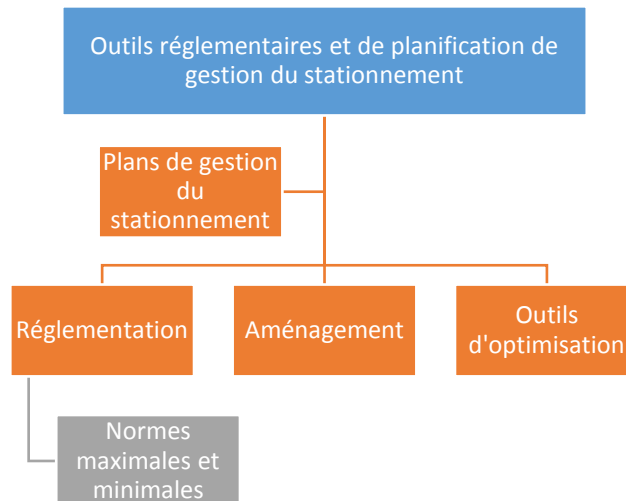 Outils réglementaires et de planification de
gestion du stationnement
Plans de gestion
du
stationnement
Réglementation
Aménagement
Outils
d'optimisation
Normes
maximales et
minimales